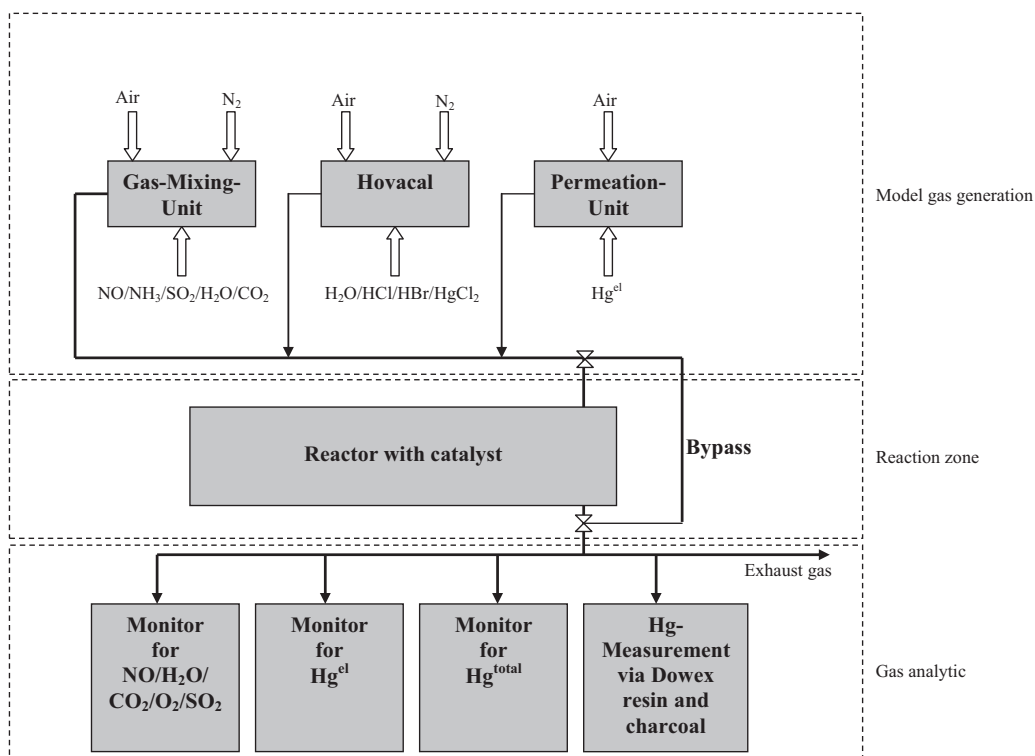 Air
N₂
Air
N₂
Air
Gas-Mixing-
Unit
Hovacal
Permeation-
Unit
Model gas generation
NO/NH₃/SO₂/H₂O/CO₂
H₂O/HCl/HBr/HgCl₂
Hgᵉˡ
Reactor with catalyst
Bypass
Reaction zone
Exhaust gas
Monitor
for
NO/H₂O/
CO₂/O₂/SO₂
Monitor
for
Hgᵉˡ
Monitor
for
Hgᵗᵒᵗᵃˡ
Hg-
Measurement
via Dowex
resin and
charcoal
Gas analytic